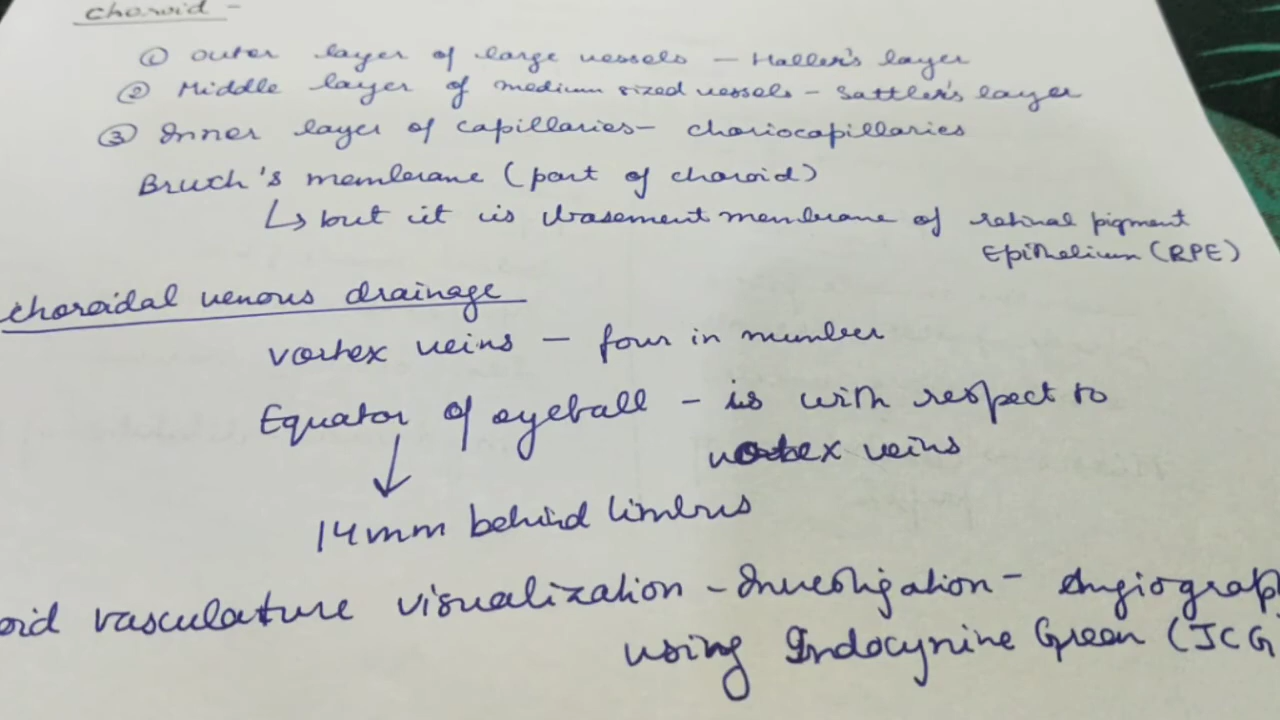 choroid -
① outer layer of large vessels - Haller's layer
② Middle layer of medium sized vessels - Sattler's layer
③ Inner layer of capillaries- choriocapillaries
Bruch's membrane (part of choroid)
↳ but it is basement membrane of retinal pigment
Epithelium (RPE)
choroidal venous drainage
vortex veins - four in number
Equator of eyeball - is with respect to
vortex veins
↓
14mm behind limbus
oid vasculature visualization - Investigation - Angiograp
using Indocynine Green (ICG